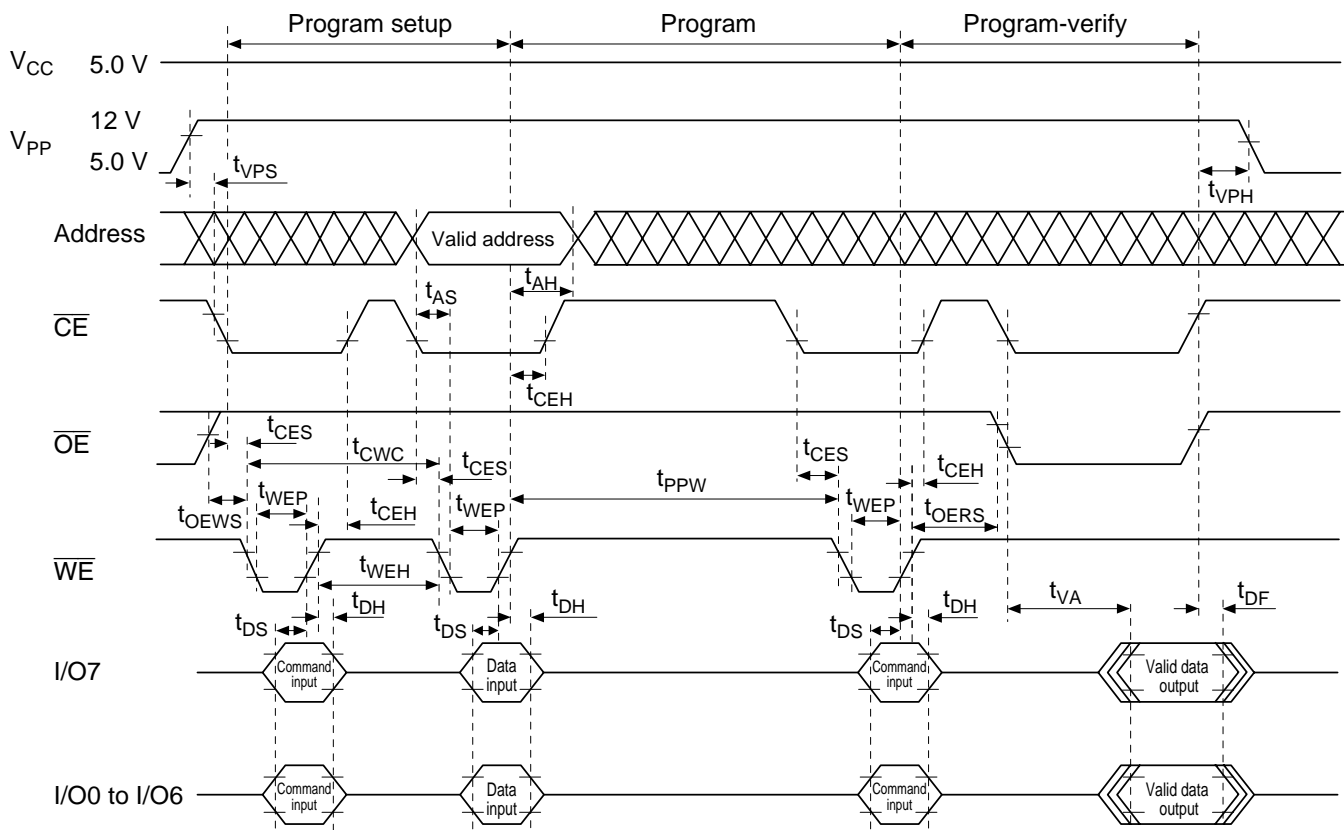 Program setup Program Program-verify
VCC 5.0 V
12 V
VPP
5.0 V
tVPS
tVPH
Address Valid address
tAS tAH
CE
tCEH
OE
tCES tCWC tCES tPPW tCES tCEH
tOEWS tWEP tCEH tWEP tWEP tOERS
WE
tWEH
tDS tDH tDS tDH tDS tDH tVA tDF
I/O7 Command input Data input Command input Valid data output
I/O0 to I/O6 Command input Data input Command input Valid data output